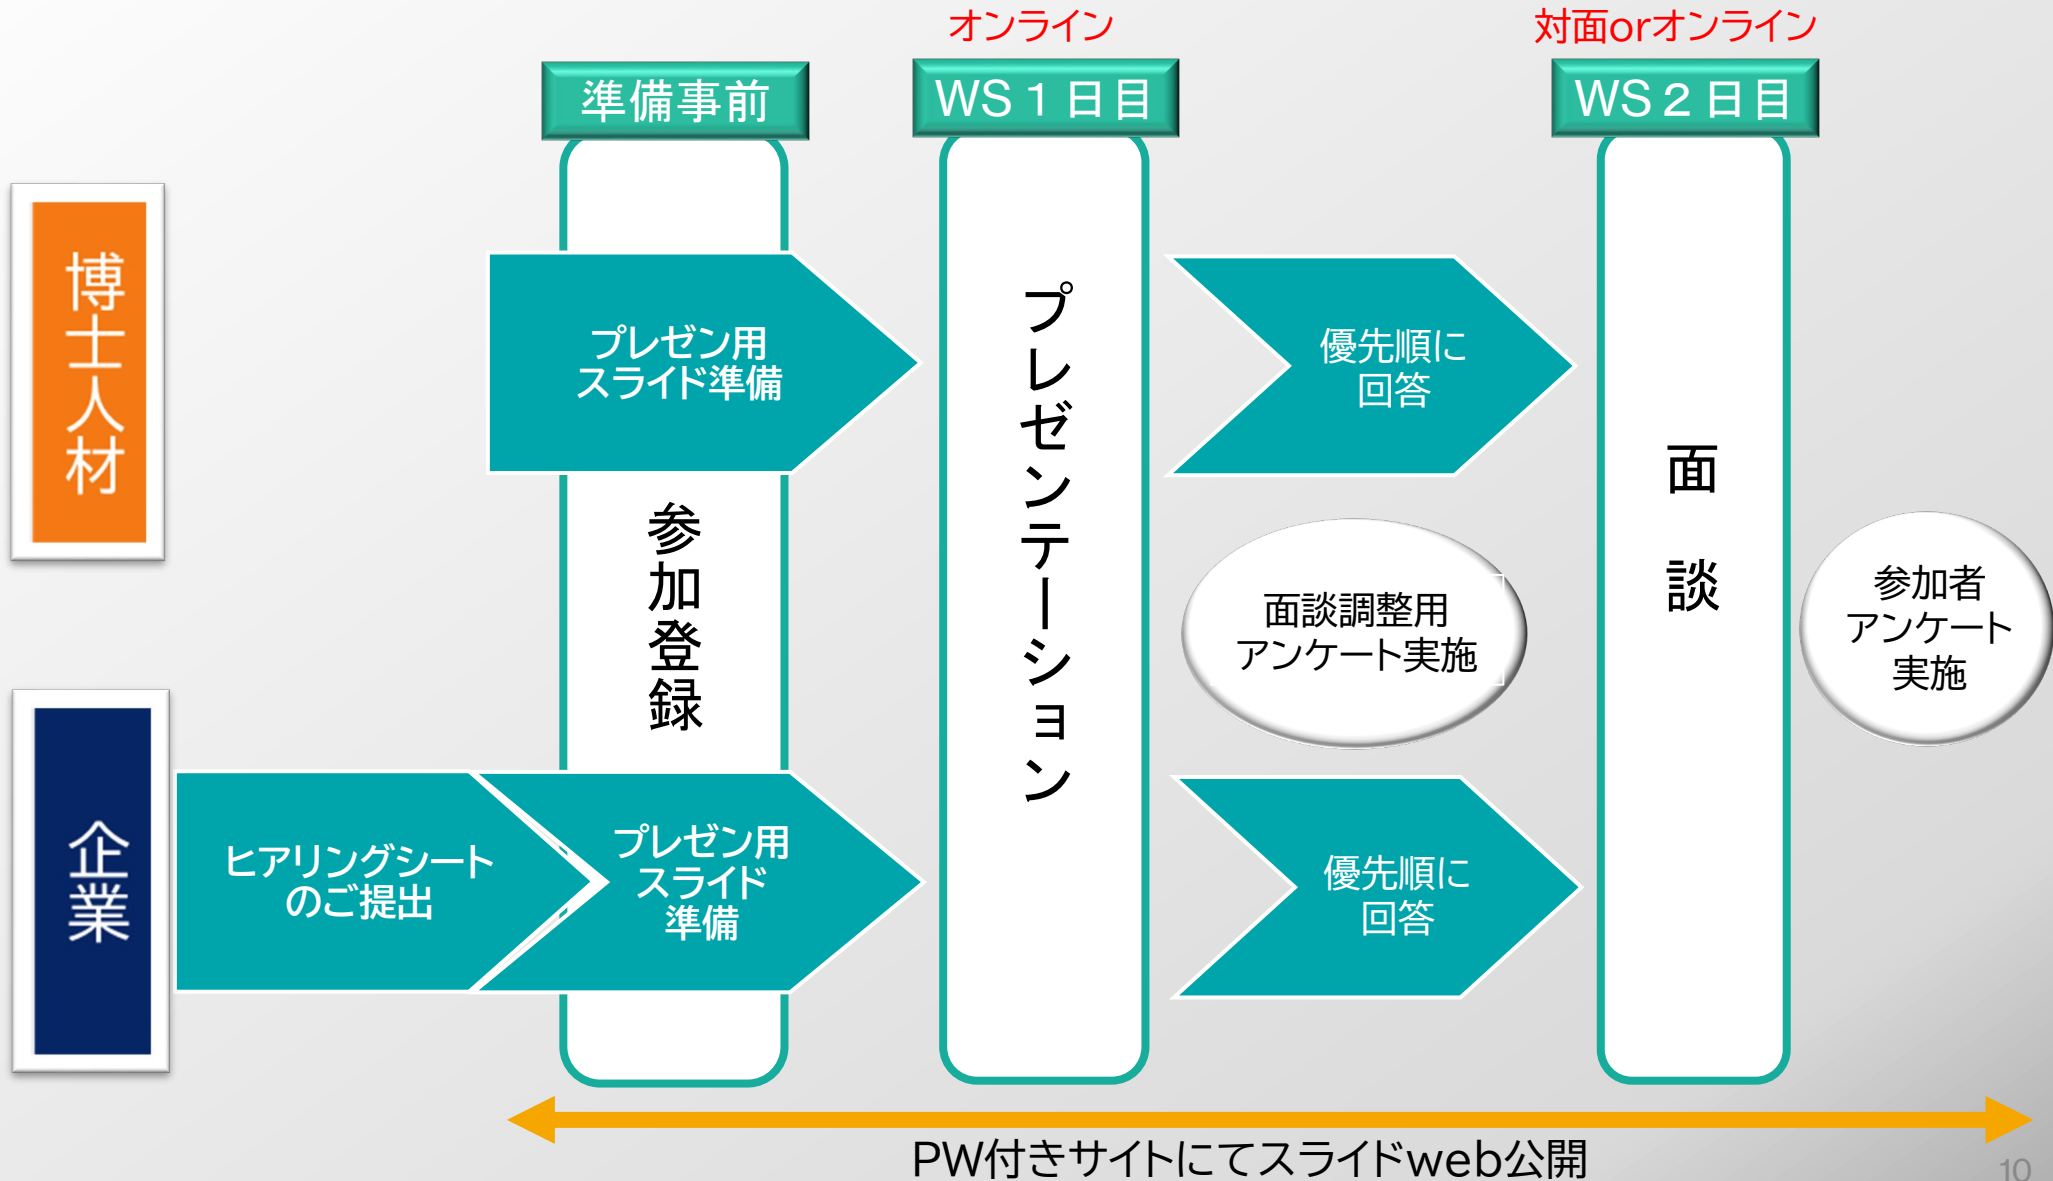 オンライン
対面orオンライン
準備事前
WS１日目
WS２日目
博士人材
プレゼン用
スライド準備
参加登録
プレゼンテーション
優先順に
回答
面談調整用
アンケート実施
面談
参加者
アンケート
実施
企業
ヒアリングシート
のご提出
プレゼン用
スライド
準備
優先順に
回答
PW付きサイトにてスライドweb公開
10